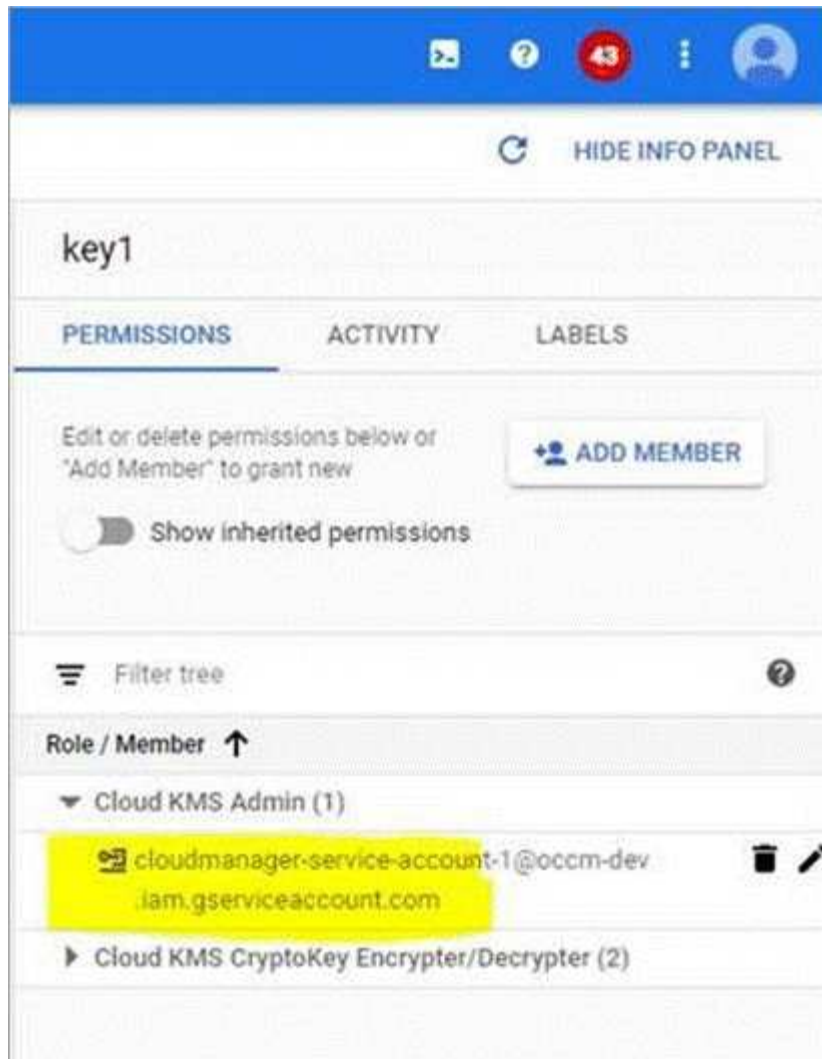 43
HIDE INFO PANEL
key1
PERMISSIONS ACTIVITY LABELS
Edit or delete permissions below or
"Add Member" to grant new
ADD MEMBER
Show inherited permissions
Filter tree
Role / Member
Cloud KMS Admin (1)
cloudmanager-service-account-1@occm-dev
.iam.gserviceaccount.com
Cloud KMS CryptoKey Encrypter/Decrypter (2)